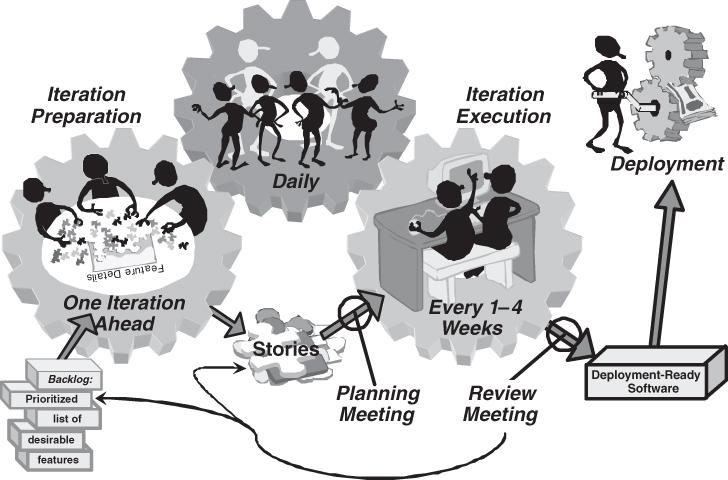 Iteration
Preparation
Daily
Iteration
Execution
Deployment
Feature Details
One Iteration
Ahead
Every 1–4
Weeks
Stories
Planning
Meeting
Review
Meeting
Deployment-Ready
Software
Backlog:
Prioritized
list of
desirable
features